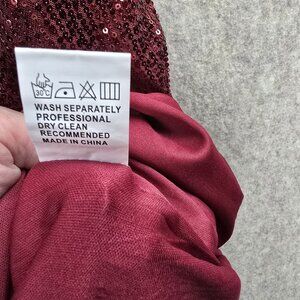 30°C
WASH SEPARATELY
PROFESSIONAL
DRY CLEAN
RECOMMENDED
MADE IN CHINA